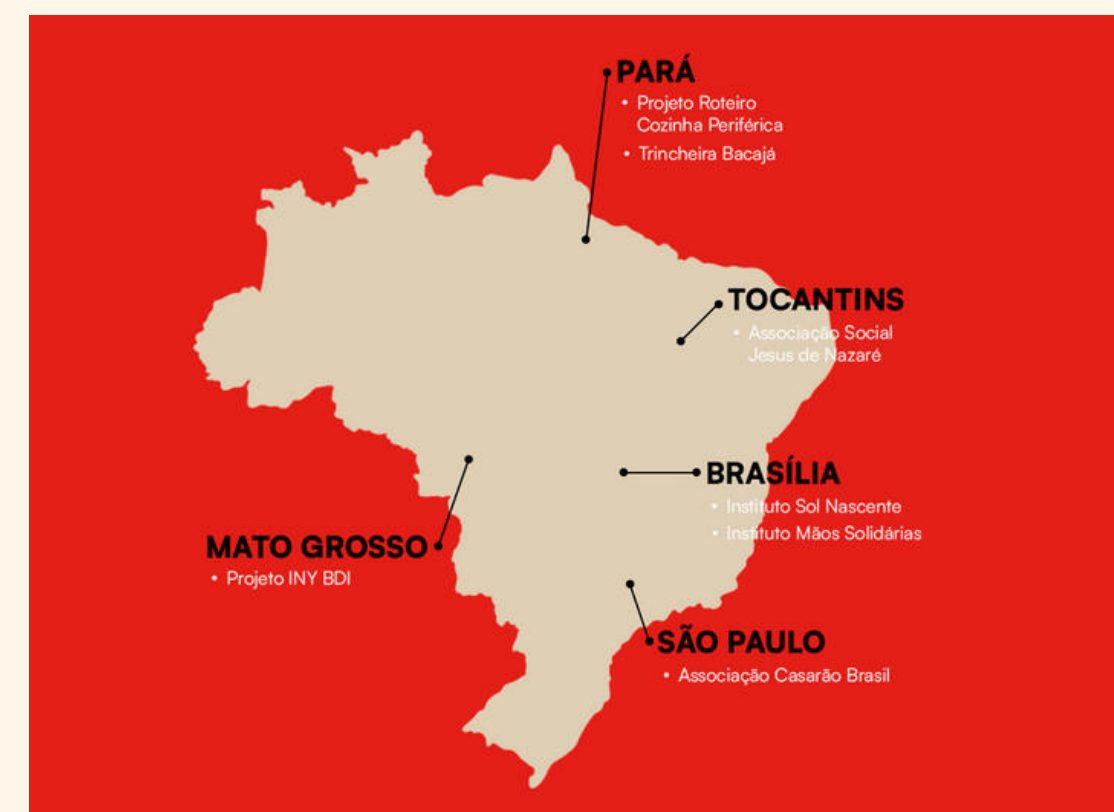 PARÁ
• Projeto Roteiro
Cozinha Periférica
• Trincheira Bacajá
TOCANTINS
• Associação Social
Jesus de Nazaré
BRASÍLIA
• Instituto Sol Nascente
• Instituto Mãos Solidárias
MATO GROSSO
• Projeto INY BDI
SÃO PAULO
• Associação Casarão Brasil